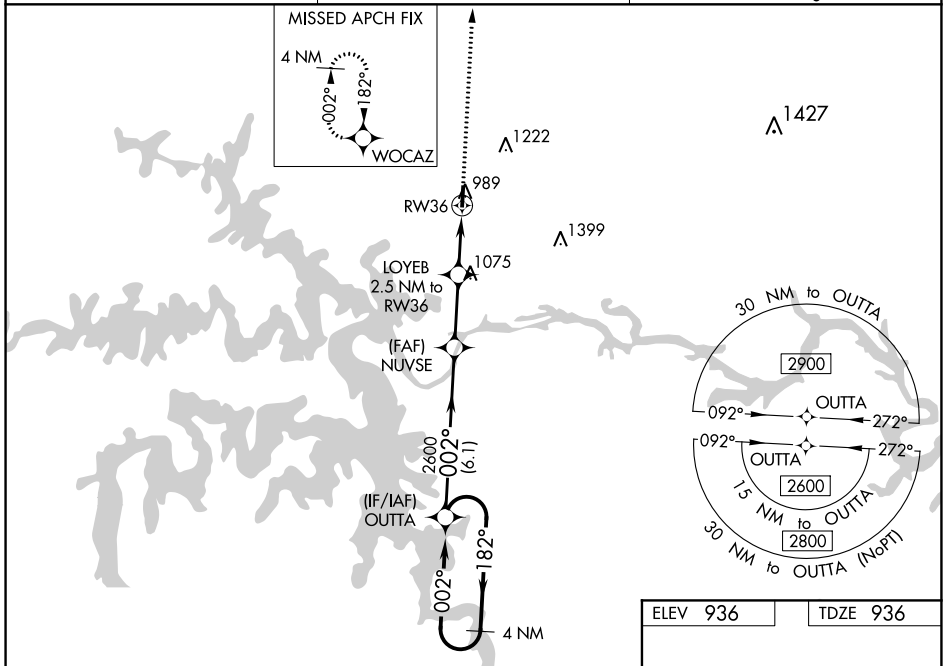 MISSED APCH FIX
4 NM
002°
182°
WOCAZ
1427
1222
989
RW36
1399
LOYEB
2.5 NM to
RW36
1075
(FAF)
NUVSE
2600
002°
(6.1)
(IF/IAF)
OUTTA
002°
182°
4 NM
30 NM to OUTTA
2900
OUTTA
092°
272°
092°
272°
OUTTA
2600
15 NM to OUTTA
2800
30 NM to OUTTA (NoPT)
ELEV 936
TDZE 936